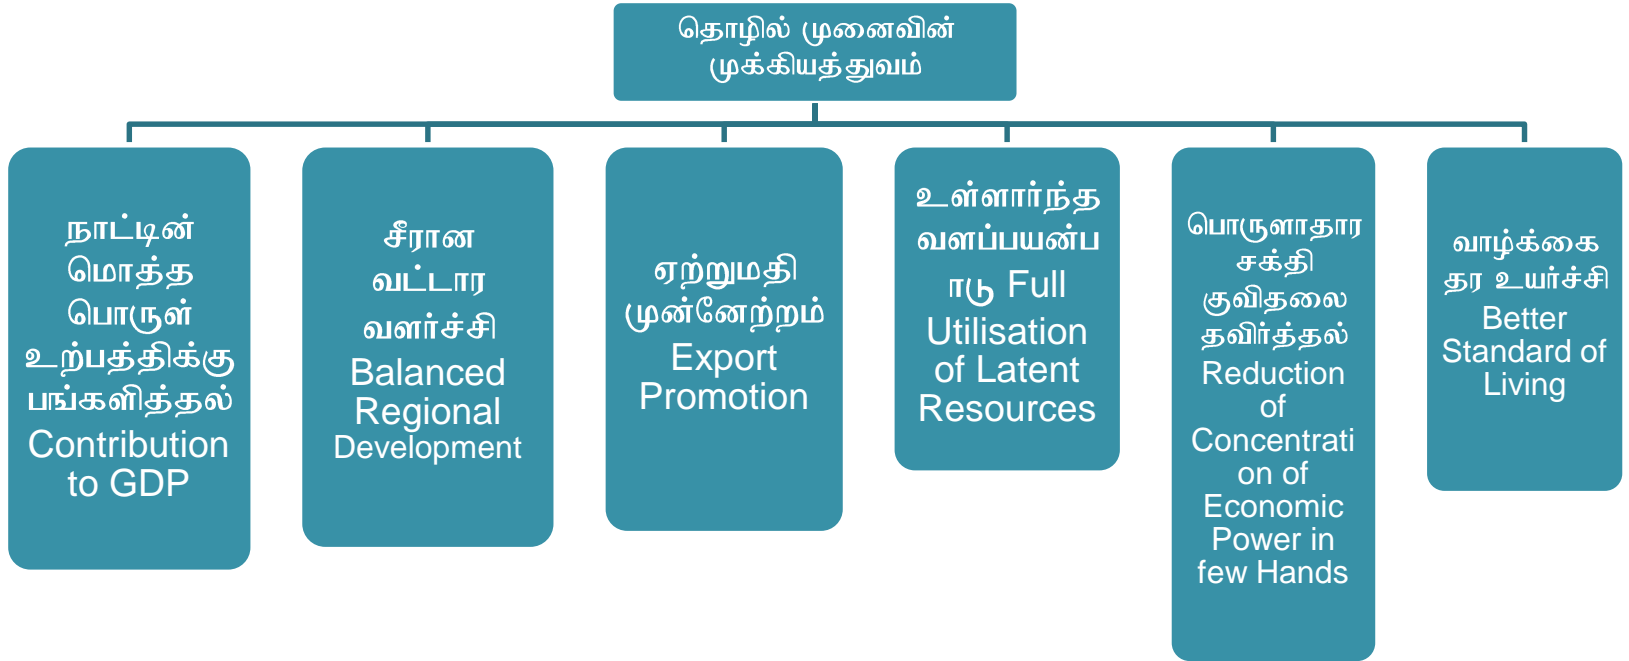 தொழில் முனைவின்
முக்கியத்துவம்
நாட்டின்
மொத்த
பொருள்
உற்பத்திக்கு
பங்களித்தல்
Contribution
to GDP
சீரான
வட்டார
வளர்ச்சி
Balanced
Regional
Development
ஏற்றுமதி
முன்னேற்றம்
Export
Promotion
உள்ளார்ந்த
வளப்பயன்ப
ாடு Full
Utilisation
of Latent
Resources
பொருளாதார
சக்தி
குவிதலை
தவிர்த்தல்
Reduction
of
Concentrati
on of
Economic
Power in
few Hands
வாழ்க்கை
தர உயர்ச்சி
Better
Standard of
Living